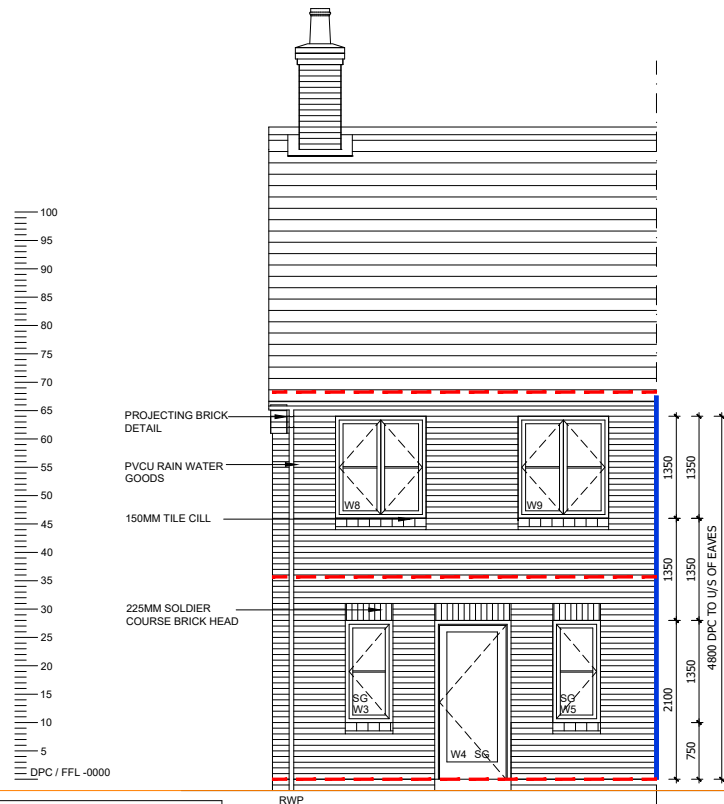 100
95
90
85
80
75
70
65
60
55
50
45
40
35
30
25
20
15
10
5
DPC / FFL -0000
PROJECTING BRICK
DETAIL
PVCU RAIN WATER
GOODS
150MM TILE CILL
225MM SOLDIER
COURSE BRICK HEAD
W8
W9
SG
W3
W4 SG
SG
W5
RWP
1350
1350
2100
1350
1350
1350
750
4800 DPC TO U/S OF EAVES